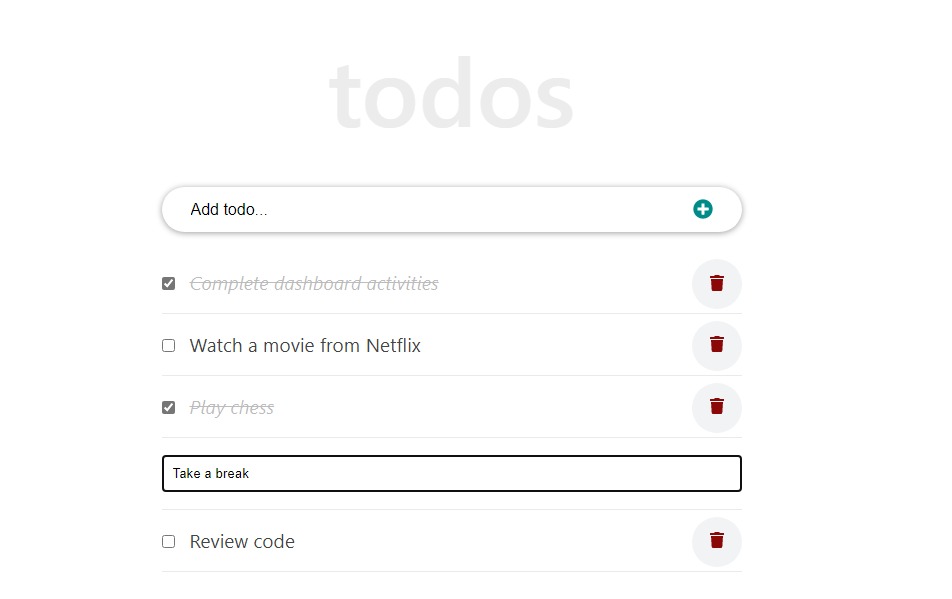 todos
Add todo...
Complete dashboard activities
Watch a movie from Netflix
Play chess
Take a break
Review code